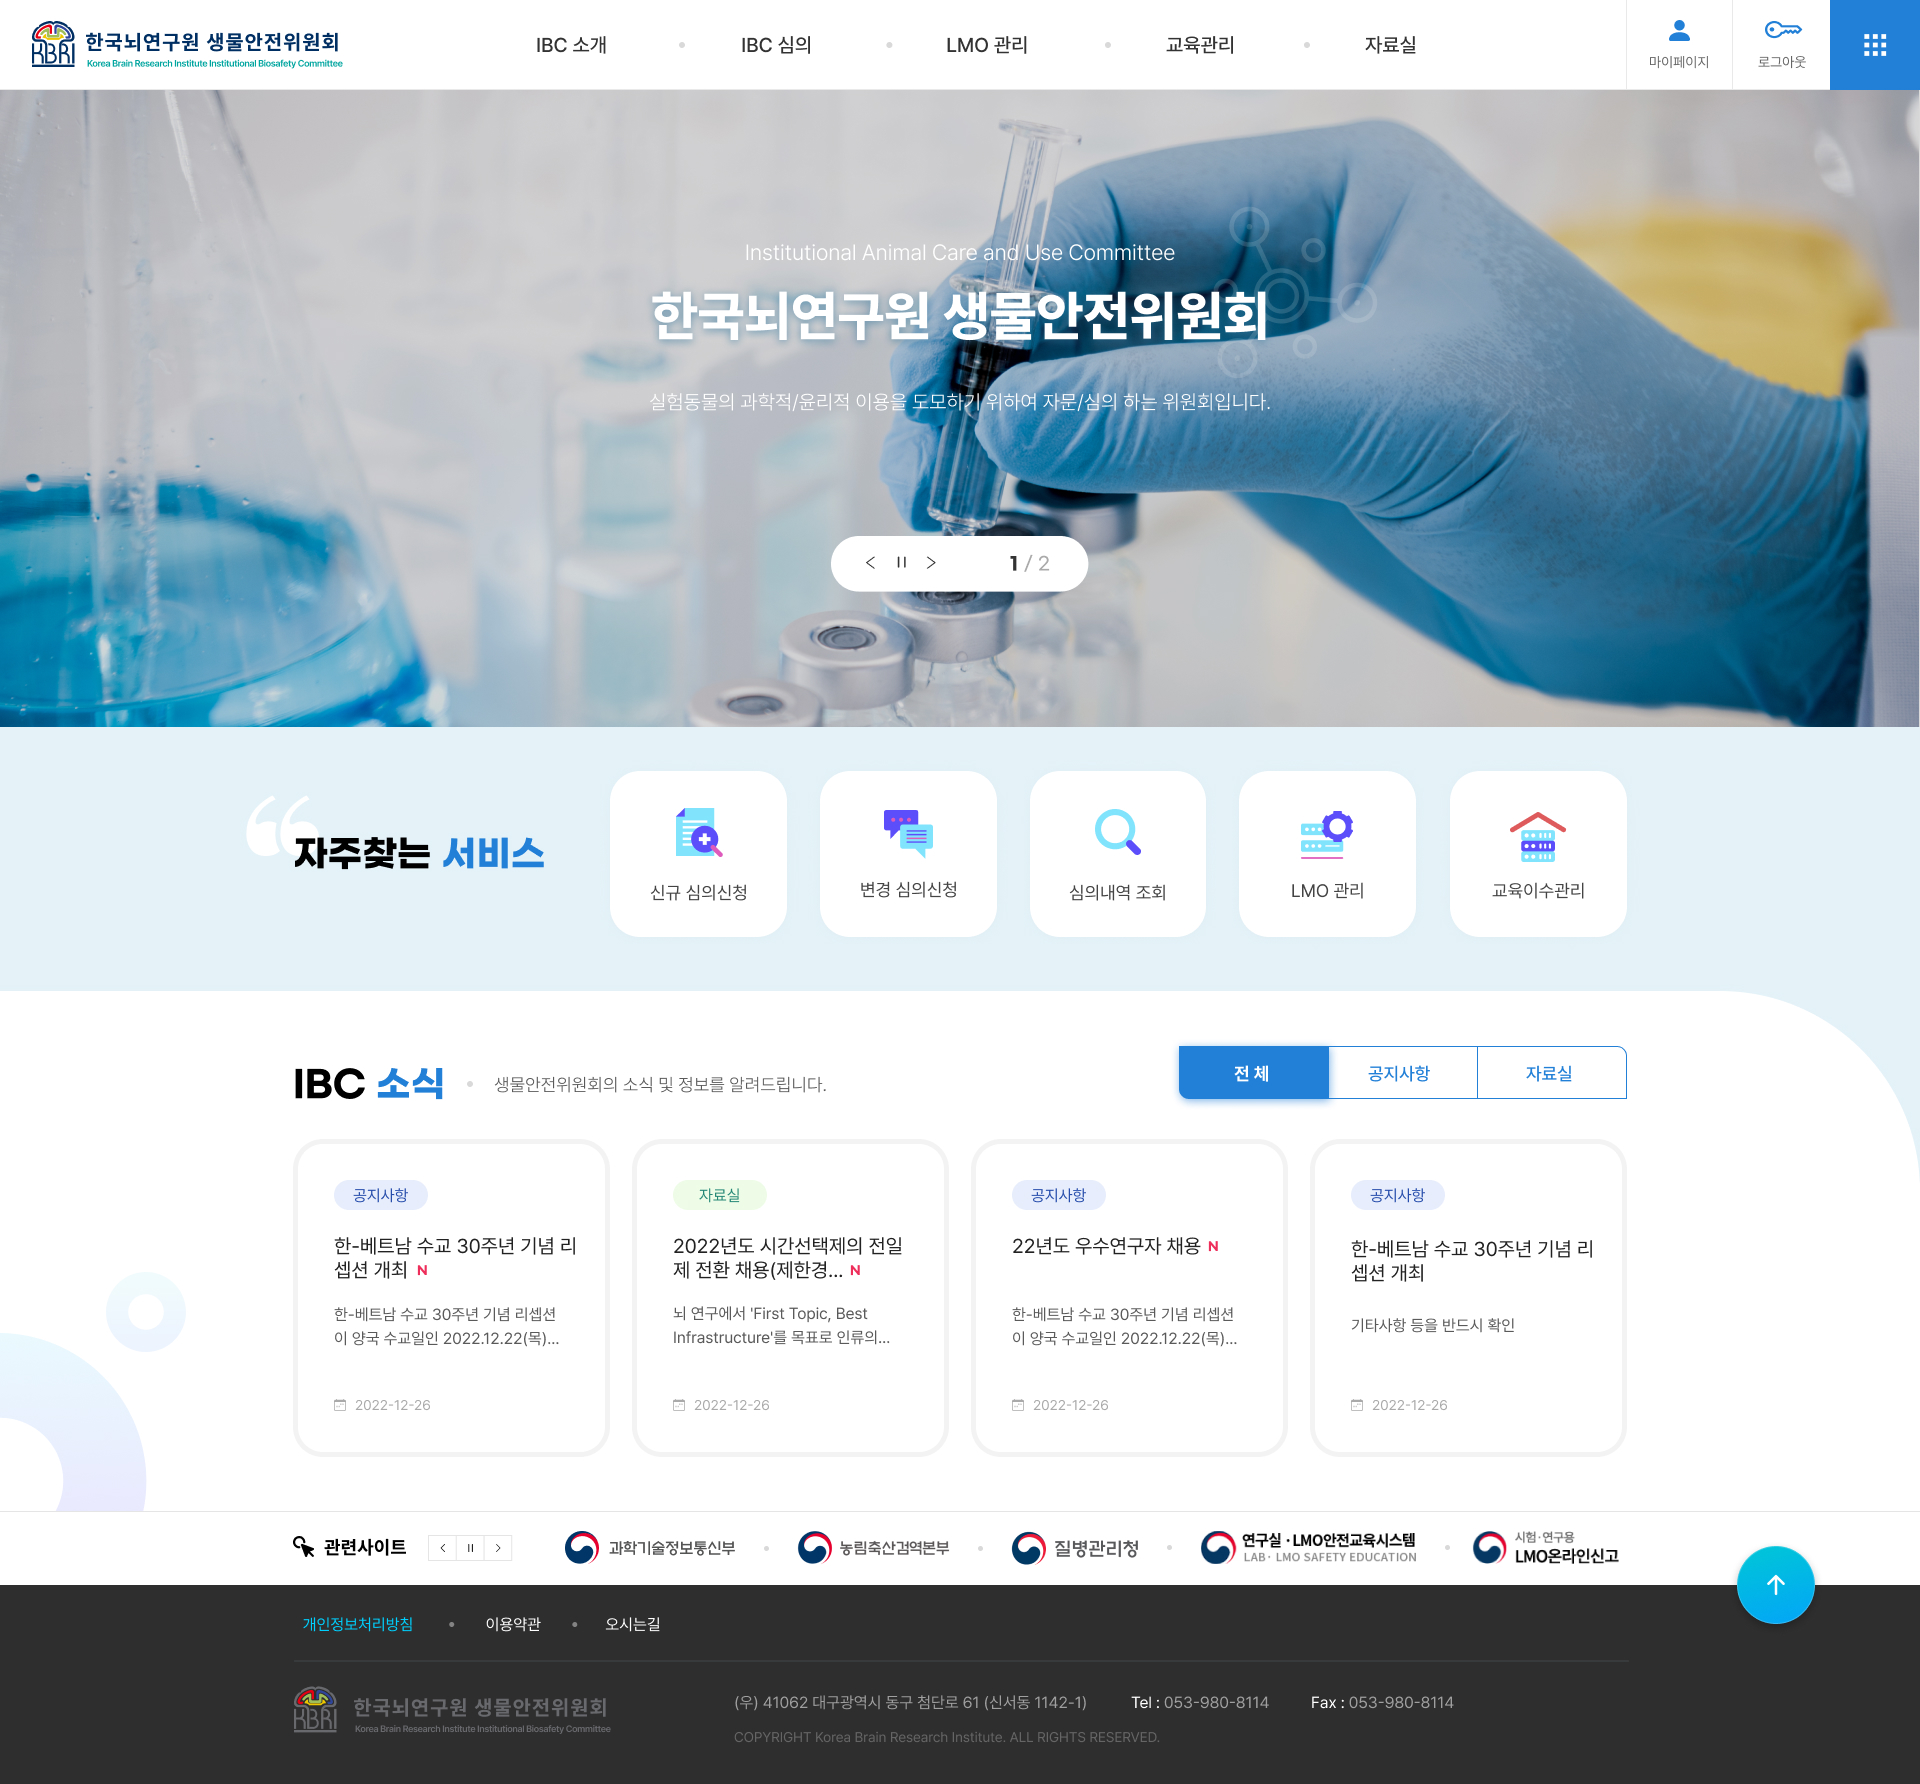 한국뇌연구원 생물안전위원회
Korea Brain Research Institute Institutional Biosafety Committee
KBRI
IBC 소개
IBC 심의
LMO 관리
교육관리
자료실
마이페이지
로그아웃
Institutional Animal Care and Use Committee
한국뇌연구원 생물안전위원회
실험동물의 과학적/윤리적 이용을 도모하기 위하여 자문/심의 하는 위원회입니다.
1 / 2
자주찾는 서비스
신규 심의신청
변경 심의신청
심의내역 조회
LMO 관리
교육이수관리
IBC 소식
생물안전위원회의 소식 및 정보를 알려드립니다.
전 체
공지사항
자료실
공지사항
한-베트남 수교 30주년 기념 리
셉션 개최 N
한-베트남 수교 30주년 기념 리셉션
이 양국 수교일인 2022.12.22(목)...
2022-12-26
자료실
2022년도 시간선택제의 전일
제 전환 채용(제한경... N
뇌 연구에서 'First Topic, Best
Infrastructure'를 목표로 인류의...
2022-12-26
공지사항
22년도 우수연구자 채용 N
한-베트남 수교 30주년 기념 리셉션
이 양국 수교일인 2022.12.22(목)...
2022-12-26
공지사항
한-베트남 수교 30주년 기념 리
셉션 개최
기타사항 등을 반드시 확인
2022-12-26
관련사이트
과학기술정보통신부
농림축산검역본부
질병관리청
연구실 · LMO안전교육시스템
LAB · LMO SAFETY EDUCATION
시험·연구용
LMO온라인신고
개인정보처리방침
이용약관
오시는길
KBRI
한국뇌연구원 생물안전위원회
Korea Brain Research Institute Institutional Biosafety Committee
(우) 41062 대구광역시 동구 첨단로 61 (신서동 1142-1)
Tel : 053-980-8114
Fax : 053-980-8114
COPYRIGHT Korea Brain Research Institute. ALL RIGHTS RESERVED.